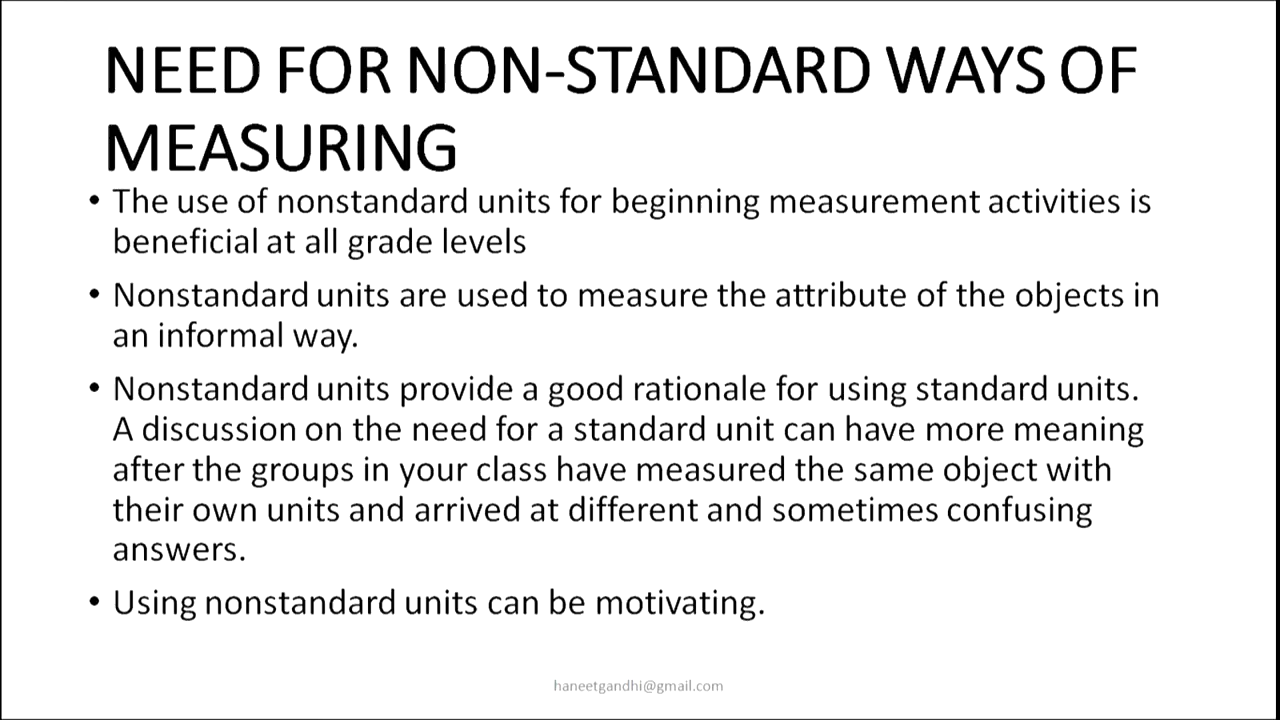 NEED FOR NON-STANDARD WAYS OF
MEASURING
• The use of nonstandard units for beginning measurement activities is
beneficial at all grade levels
• Nonstandard units are used to measure the attribute of the objects in
an informal way.
• Nonstandard units provide a good rationale for using standard units.
A discussion on the need for a standard unit can have more meaning
after the groups in your class have measured the same object with
their own units and arrived at different and sometimes confusing
answers.
• Using nonstandard units can be motivating.
haneetgandhi@gmail.com